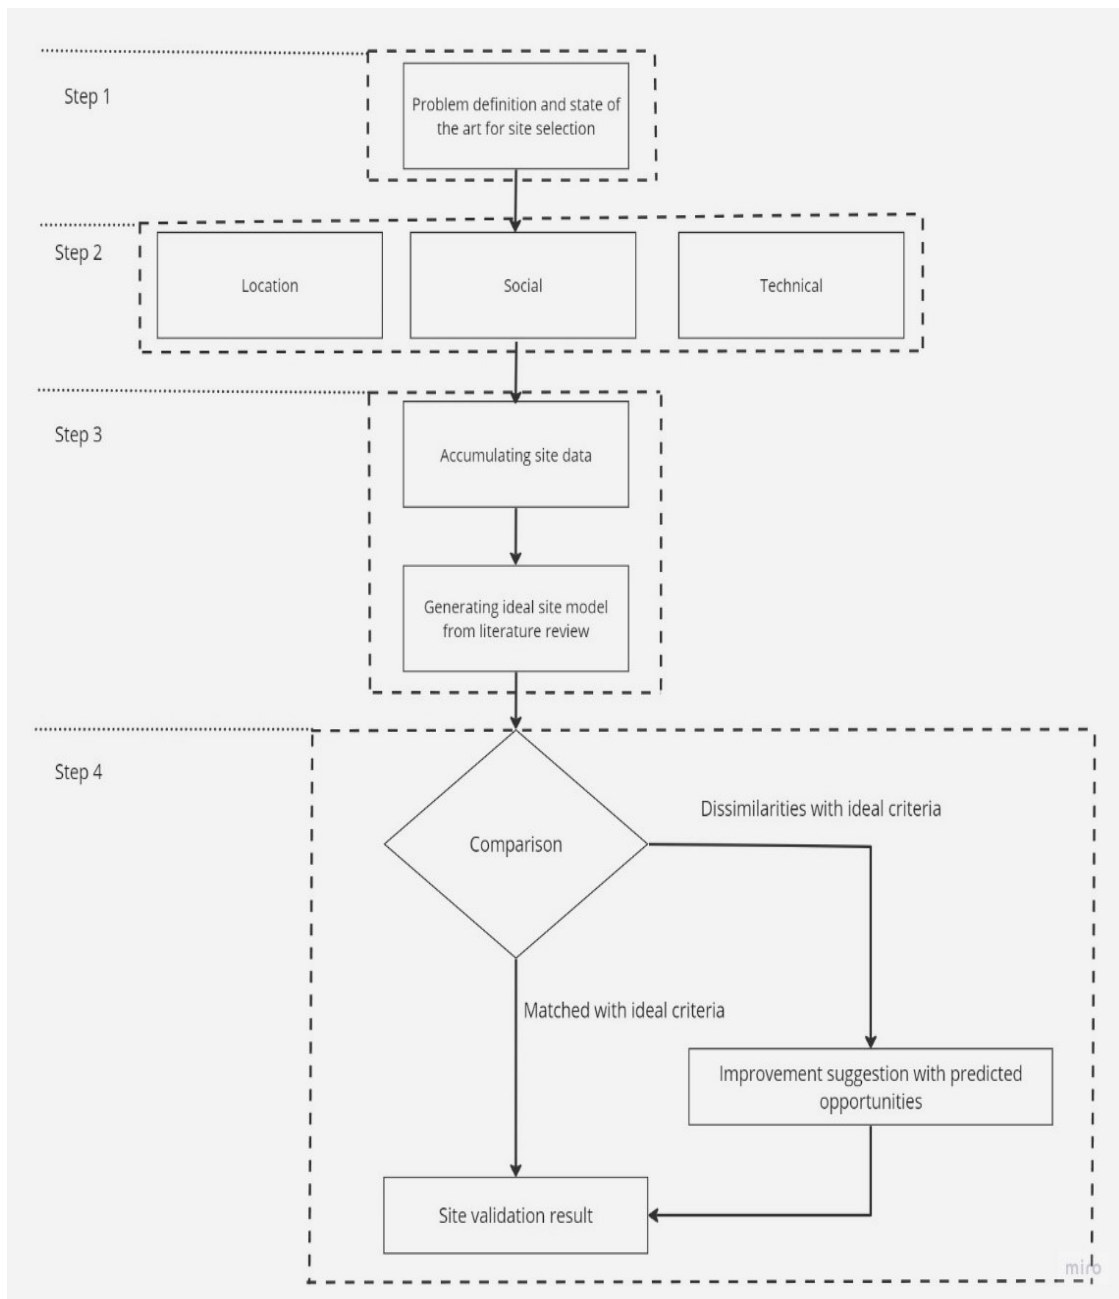 Step 1
Problem definition and state of
the art for site selection
Step 2
Location
Social
Technical
Step 3
Accumulating site data
Generating ideal site model
from literature review
Step 4
Dissimilarities with ideal criteria
Comparison
Matched with ideal criteria
Improvement suggestion with predicted
opportunities
Site validation result
miro